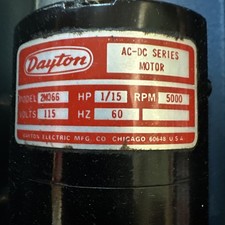 Dayton
AC-DC SERIES
MOTOR
MODEL 2M066 HP 1/15 RPM 5000
VOLTS 115 HZ 60
DAYTON ELECTRIC MFG. CO. CHICAGO 60648 U.S.A.